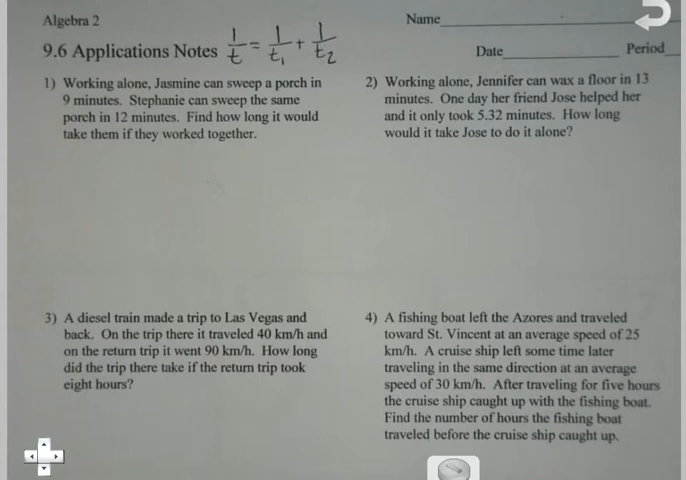 Algebra 2
Name
9.6 Applications Notes 1/t = 1/t₁ + 1/t₂
Date Period
1) Working alone, Jasmine can sweep a porch in
9 minutes. Stephanie can sweep the same
porch in 12 minutes. Find how long it would
take them if they worked together.
2) Working alone, Jennifer can wax a floor in 13
minutes. One day her friend Jose helped her
and it only took 5.32 minutes. How long
would it take Jose to do it alone?
3) A diesel train made a trip to Las Vegas and
back. On the trip there it traveled 40 km/h and
on the return trip it went 90 km/h. How long
did the trip there take if the return trip took
eight hours?
4) A fishing boat left the Azores and traveled
toward St. Vincent at an average speed of 25
km/h. A cruise ship left some time later
traveling in the same direction at an average
speed of 30 km/h. After traveling for five hours
the cruise ship caught up with the fishing boat.
Find the number of hours the fishing boat
traveled before the cruise ship caught up.